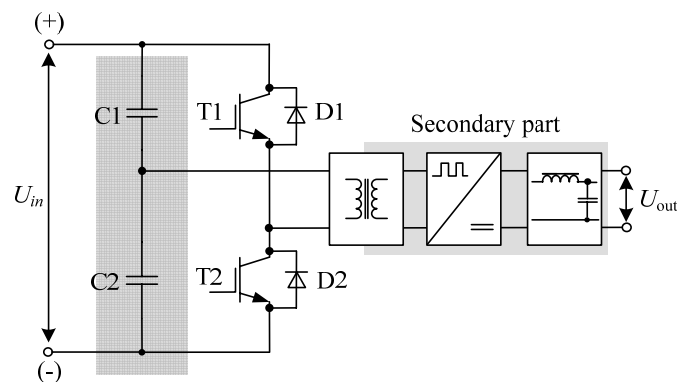 (+)
C1
T1
D1
Secondary part
U_in
U_out
C2
T2
D2
(-)